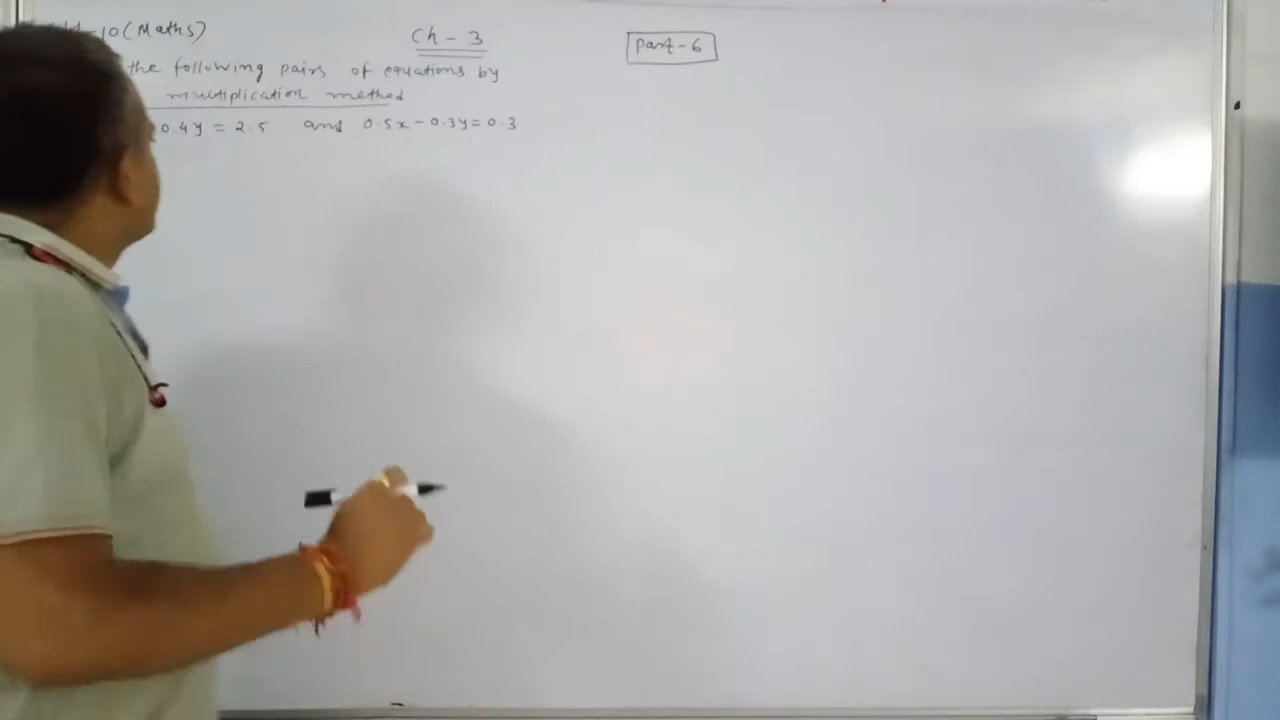 -10 (Maths)
Ch - 3
Part - 6
the following pairs of equations by
multiplication method
0.4y = 2.5 and 0.5x - 0.3y = 0.3